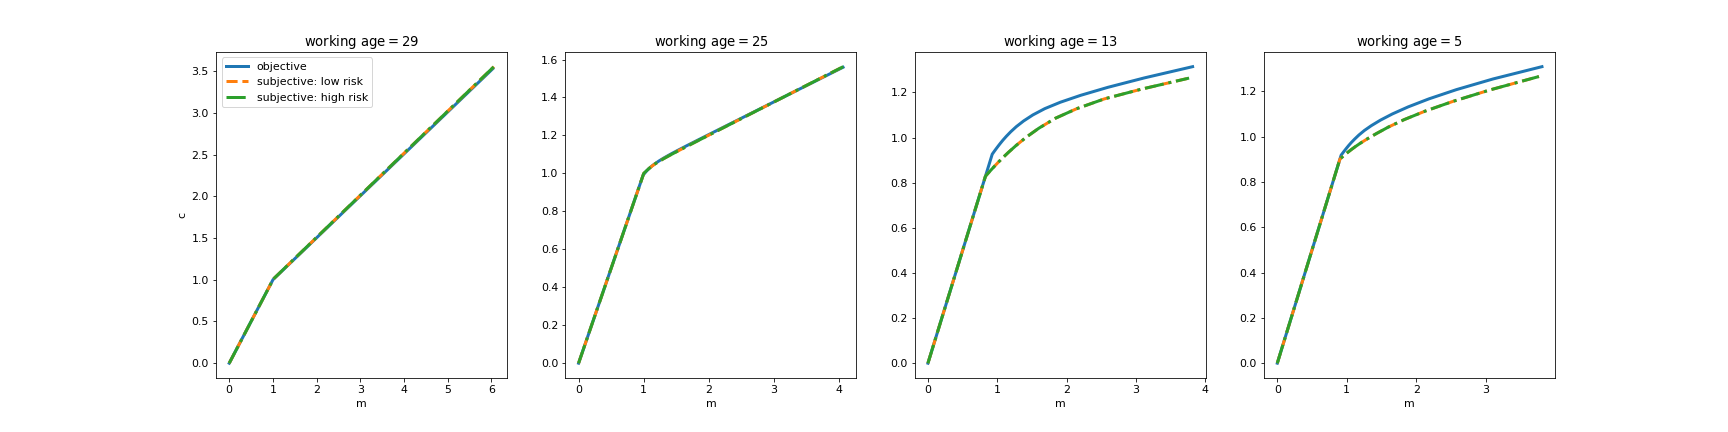 working age = 29
3.5
3.0
2.5
2.0
1.5
1.0
0.5
0.0
c
objective
subjective: low risk
subjective: high risk
0 1 2 3 4 5 6
m
working age = 25
1.6
1.4
1.2
1.0
0.8
0.6
0.4
0.2
0.0
0 1 2 3 4
m
working age = 13
1.2
1.0
0.8
0.6
0.4
0.2
0.0
0 1 2 3 4
m
working age = 5
1.2
1.0
0.8
0.6
0.4
0.2
0.0
0 1 2 3
m